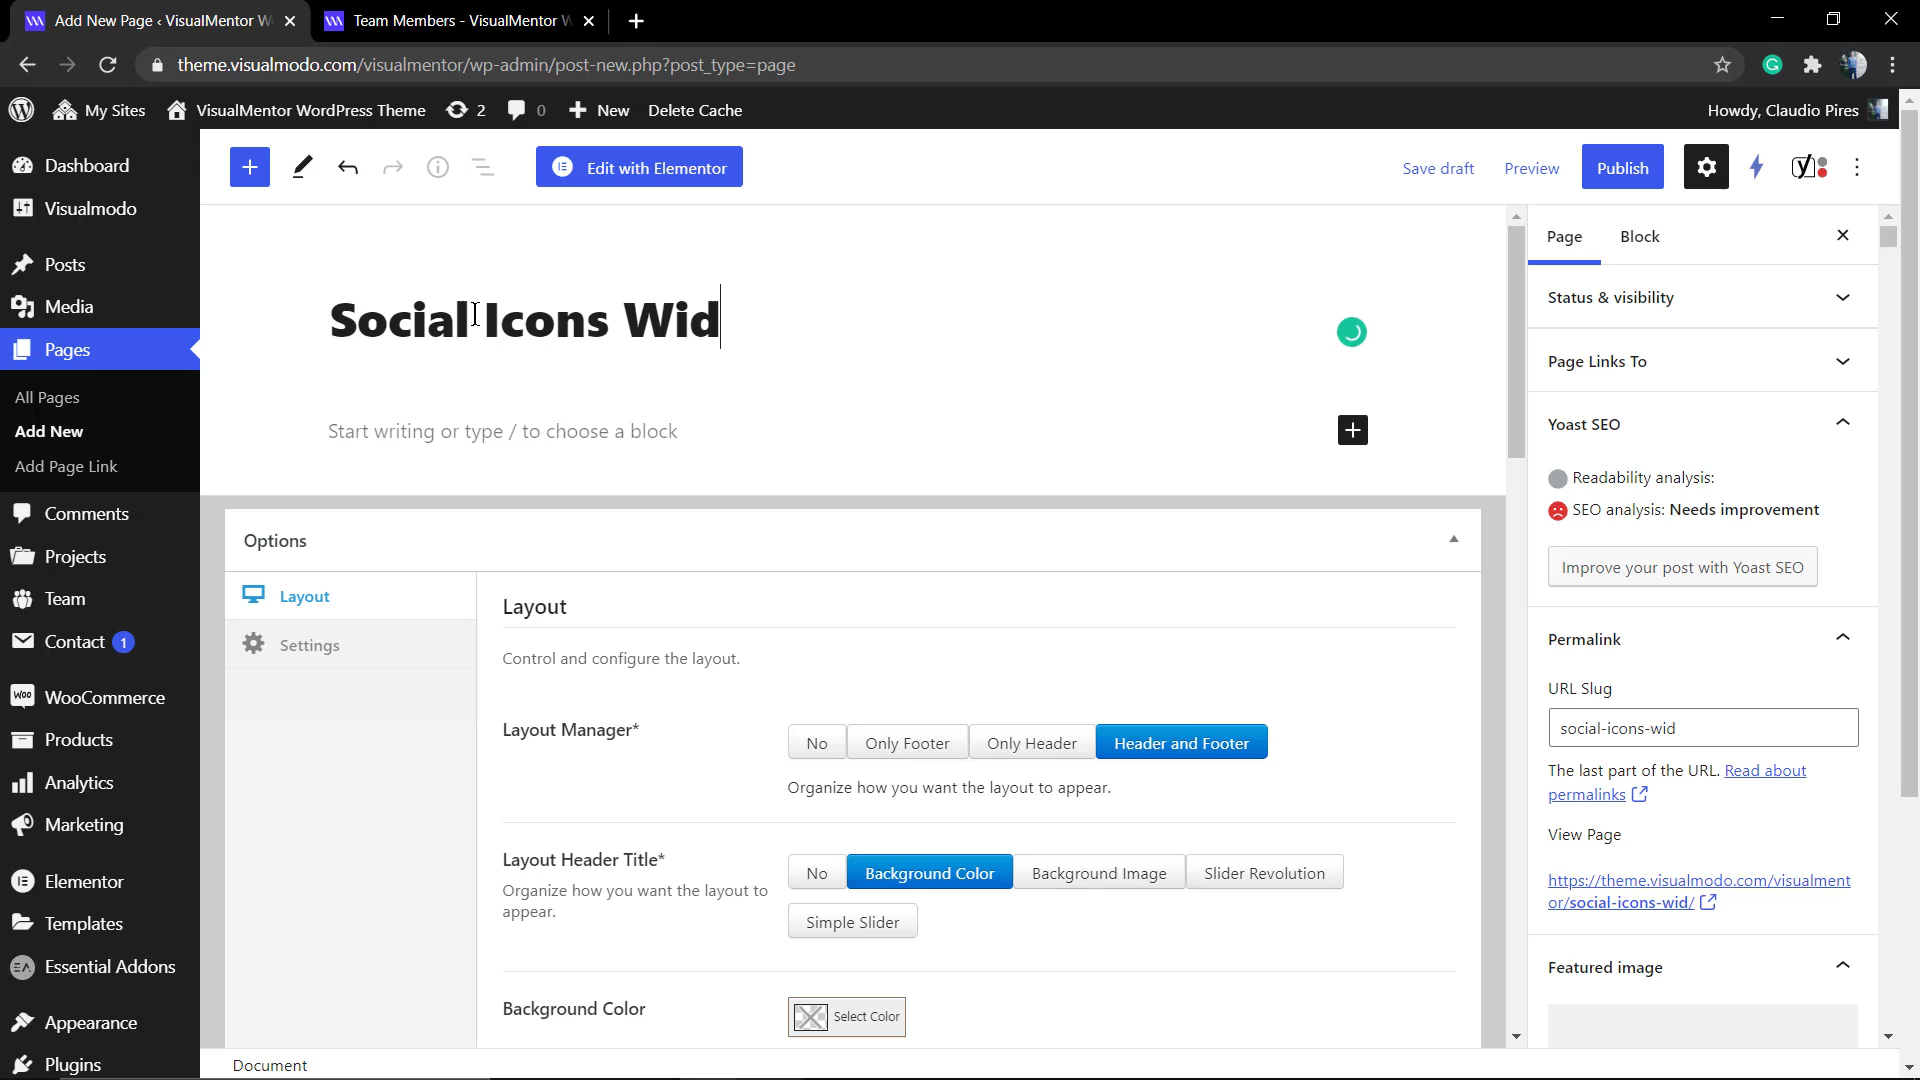 Add New Page ‹ VisualMentor W
Team Members - VisualMentor W
theme.visualmodo.com/visualmentor/wp-admin/post-new.php?post_type=page
My Sites
VisualMentor WordPress Theme
2
0
New
Delete Cache
Howdy, Claudio Pires
Dashboard
Visualmodo
Posts
Media
Pages
All Pages
Add New
Add Page Link
Comments
Projects
Team
Contact 1
WooCommerce
Products
Analytics
Marketing
Elementor
Templates
Essential Addons
Appearance
Plugins
Edit with Elementor
Save draft
Preview
Publish
Social Icons Wid
Start writing or type / to choose a block
Options
Layout
Settings
Layout
Control and configure the layout.
Layout Manager*
No
Only Footer
Only Header
Header and Footer
Organize how you want the layout to appear.
Layout Header Title*
Organize how you want the layout to
appear.
No
Background Color
Background Image
Slider Revolution
Simple Slider
Background Color
Select Color
Document
Page
Block
Status & visibility
Page Links To
Yoast SEO
Readability analysis:
SEO analysis: Needs improvement
Improve your post with Yoast SEO
Permalink
URL Slug
social-icons-wid
The last part of the URL. Read about
permalinks
View Page
https://theme.visualmodo.com/visualment
or/social-icons-wid/
Featured image